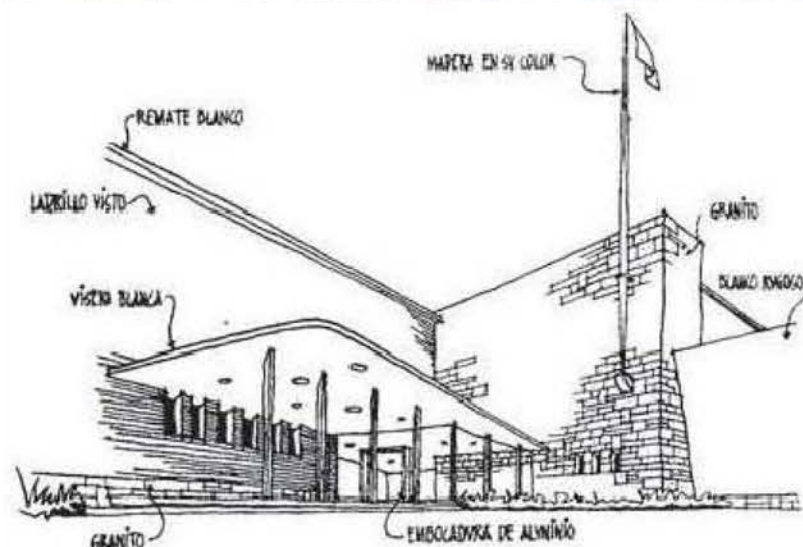 MADERA EN SU COLOR
REMATE BLANCO
LADRILLO VISTO
GRANITO
BLANCO RUGOSO
VISERA BLANCA
GRANITO
EMBOCADURA DE ALUMINIO